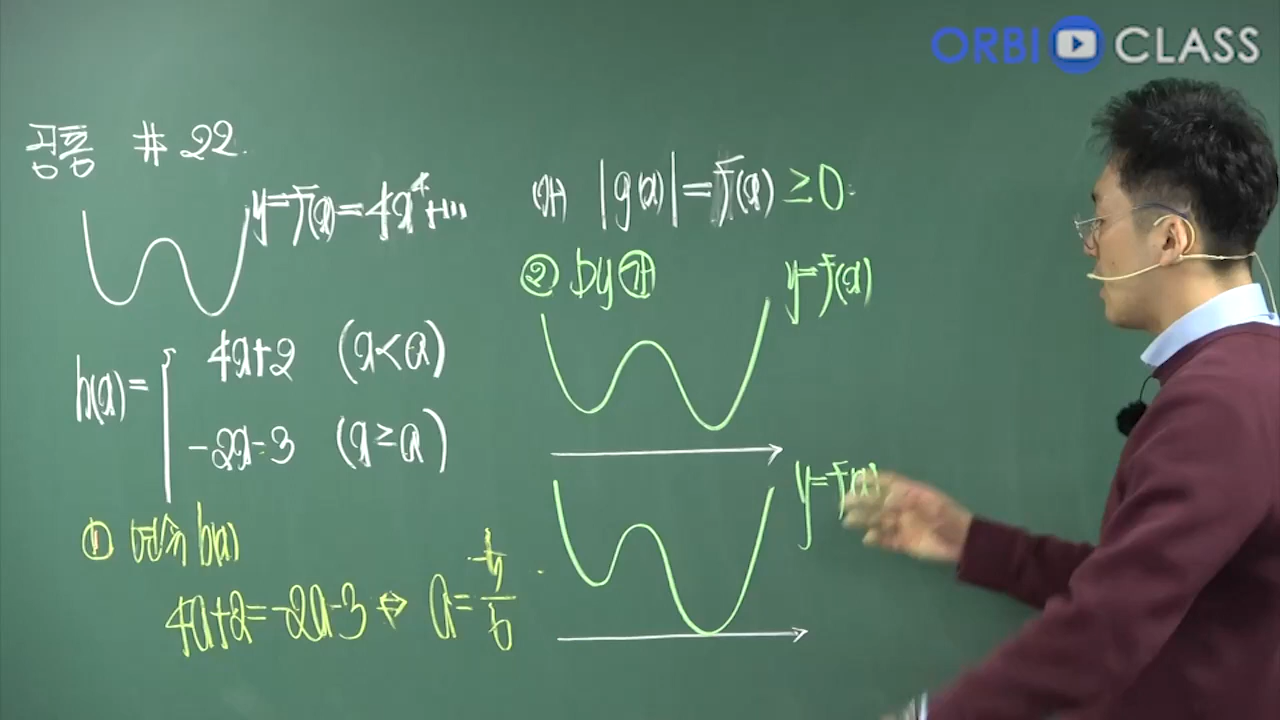 ORBI CLASS
공통 #22.
y=f(x)=4x⁴+...
h(x)= 4x+2 (x<a)
-2x-3 (x≥a)
① 연속 h(x)
4a+2=-2a-3 ⇔ a=-5/6
(가) |g(x)|=f(x) ≥0
② by ㉮
y=f(x)
y=f(x)